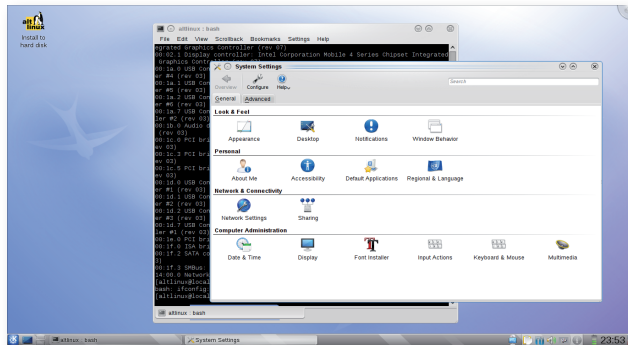 alt linux
Install to
hard disk
altlinux : bash
File Edit View Scrollback Bookmarks Settings Help
egrated Graphics Controller (rev 07)
00:02.1 Display controller: Intel Corporation Mobile 4 Series Chipset Integrated
Graphics Controller (rev 07)
00:1a.0 USB Con
er #4 (rev 03)
00:1a.1 USB Con
er #5 (rev 03)
00:1a.2 USB Con
er #6 (rev 03)
00:1a.7 USB Con
ler #2 (rev 03)
00:1b.0 Audio d
(rev 03)
00:1c.0 PCI bri
ev 03)
00:1c.3 PCI bri
ev 03)
00:1c.5 PCI bri
ev 03)
00:1d.0 USB Con
er #1 (rev 03)
00:1d.1 USB Con
er #2 (rev 03)
00:1d.2 USB Con
er #3 (rev 03)
00:1d.7 USB Con
ler #1 (rev 03)
00:1e.0 PCI bri
00:1f.0 ISA bri
00:1f.2 SATA co
3)
00:1f.3 SMBus:
14:00.0 Network
[altlinux@local
bash: ifconfig:
[altlinux@local
altlinux : bash
System Settings
Overview Configure Help
Search
General Advanced
Look & Feel
Appearance Desktop Notifications Window Behavior
Personal
About Me Accessibility Default Applications Regional & Language
Network & Connectivity
Network Settings Sharing
Computer Administration
Date & Time Display Font Installer Input Actions Keyboard & Mouse Multimedia
altlinux : bash System Settings 23:53